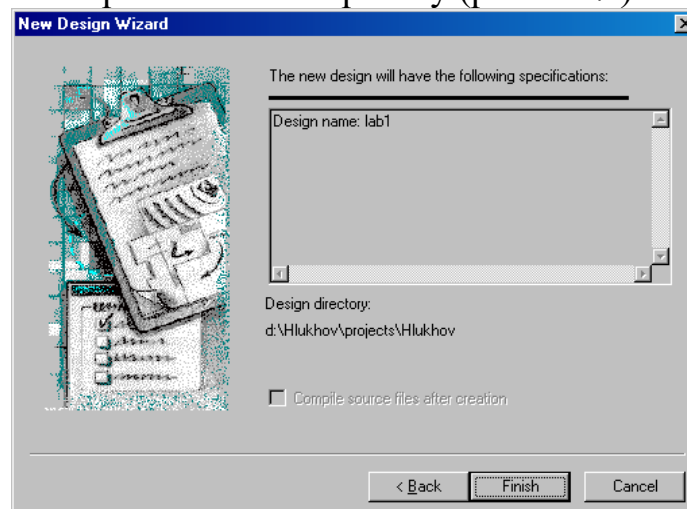 New Design Wizard
The new design will have the following specifications:
Design name: lab1
Design directory:
d:\Hlukhov\projects\Hlukhov
Compile source files after creation
< Back
Finish
Cancel